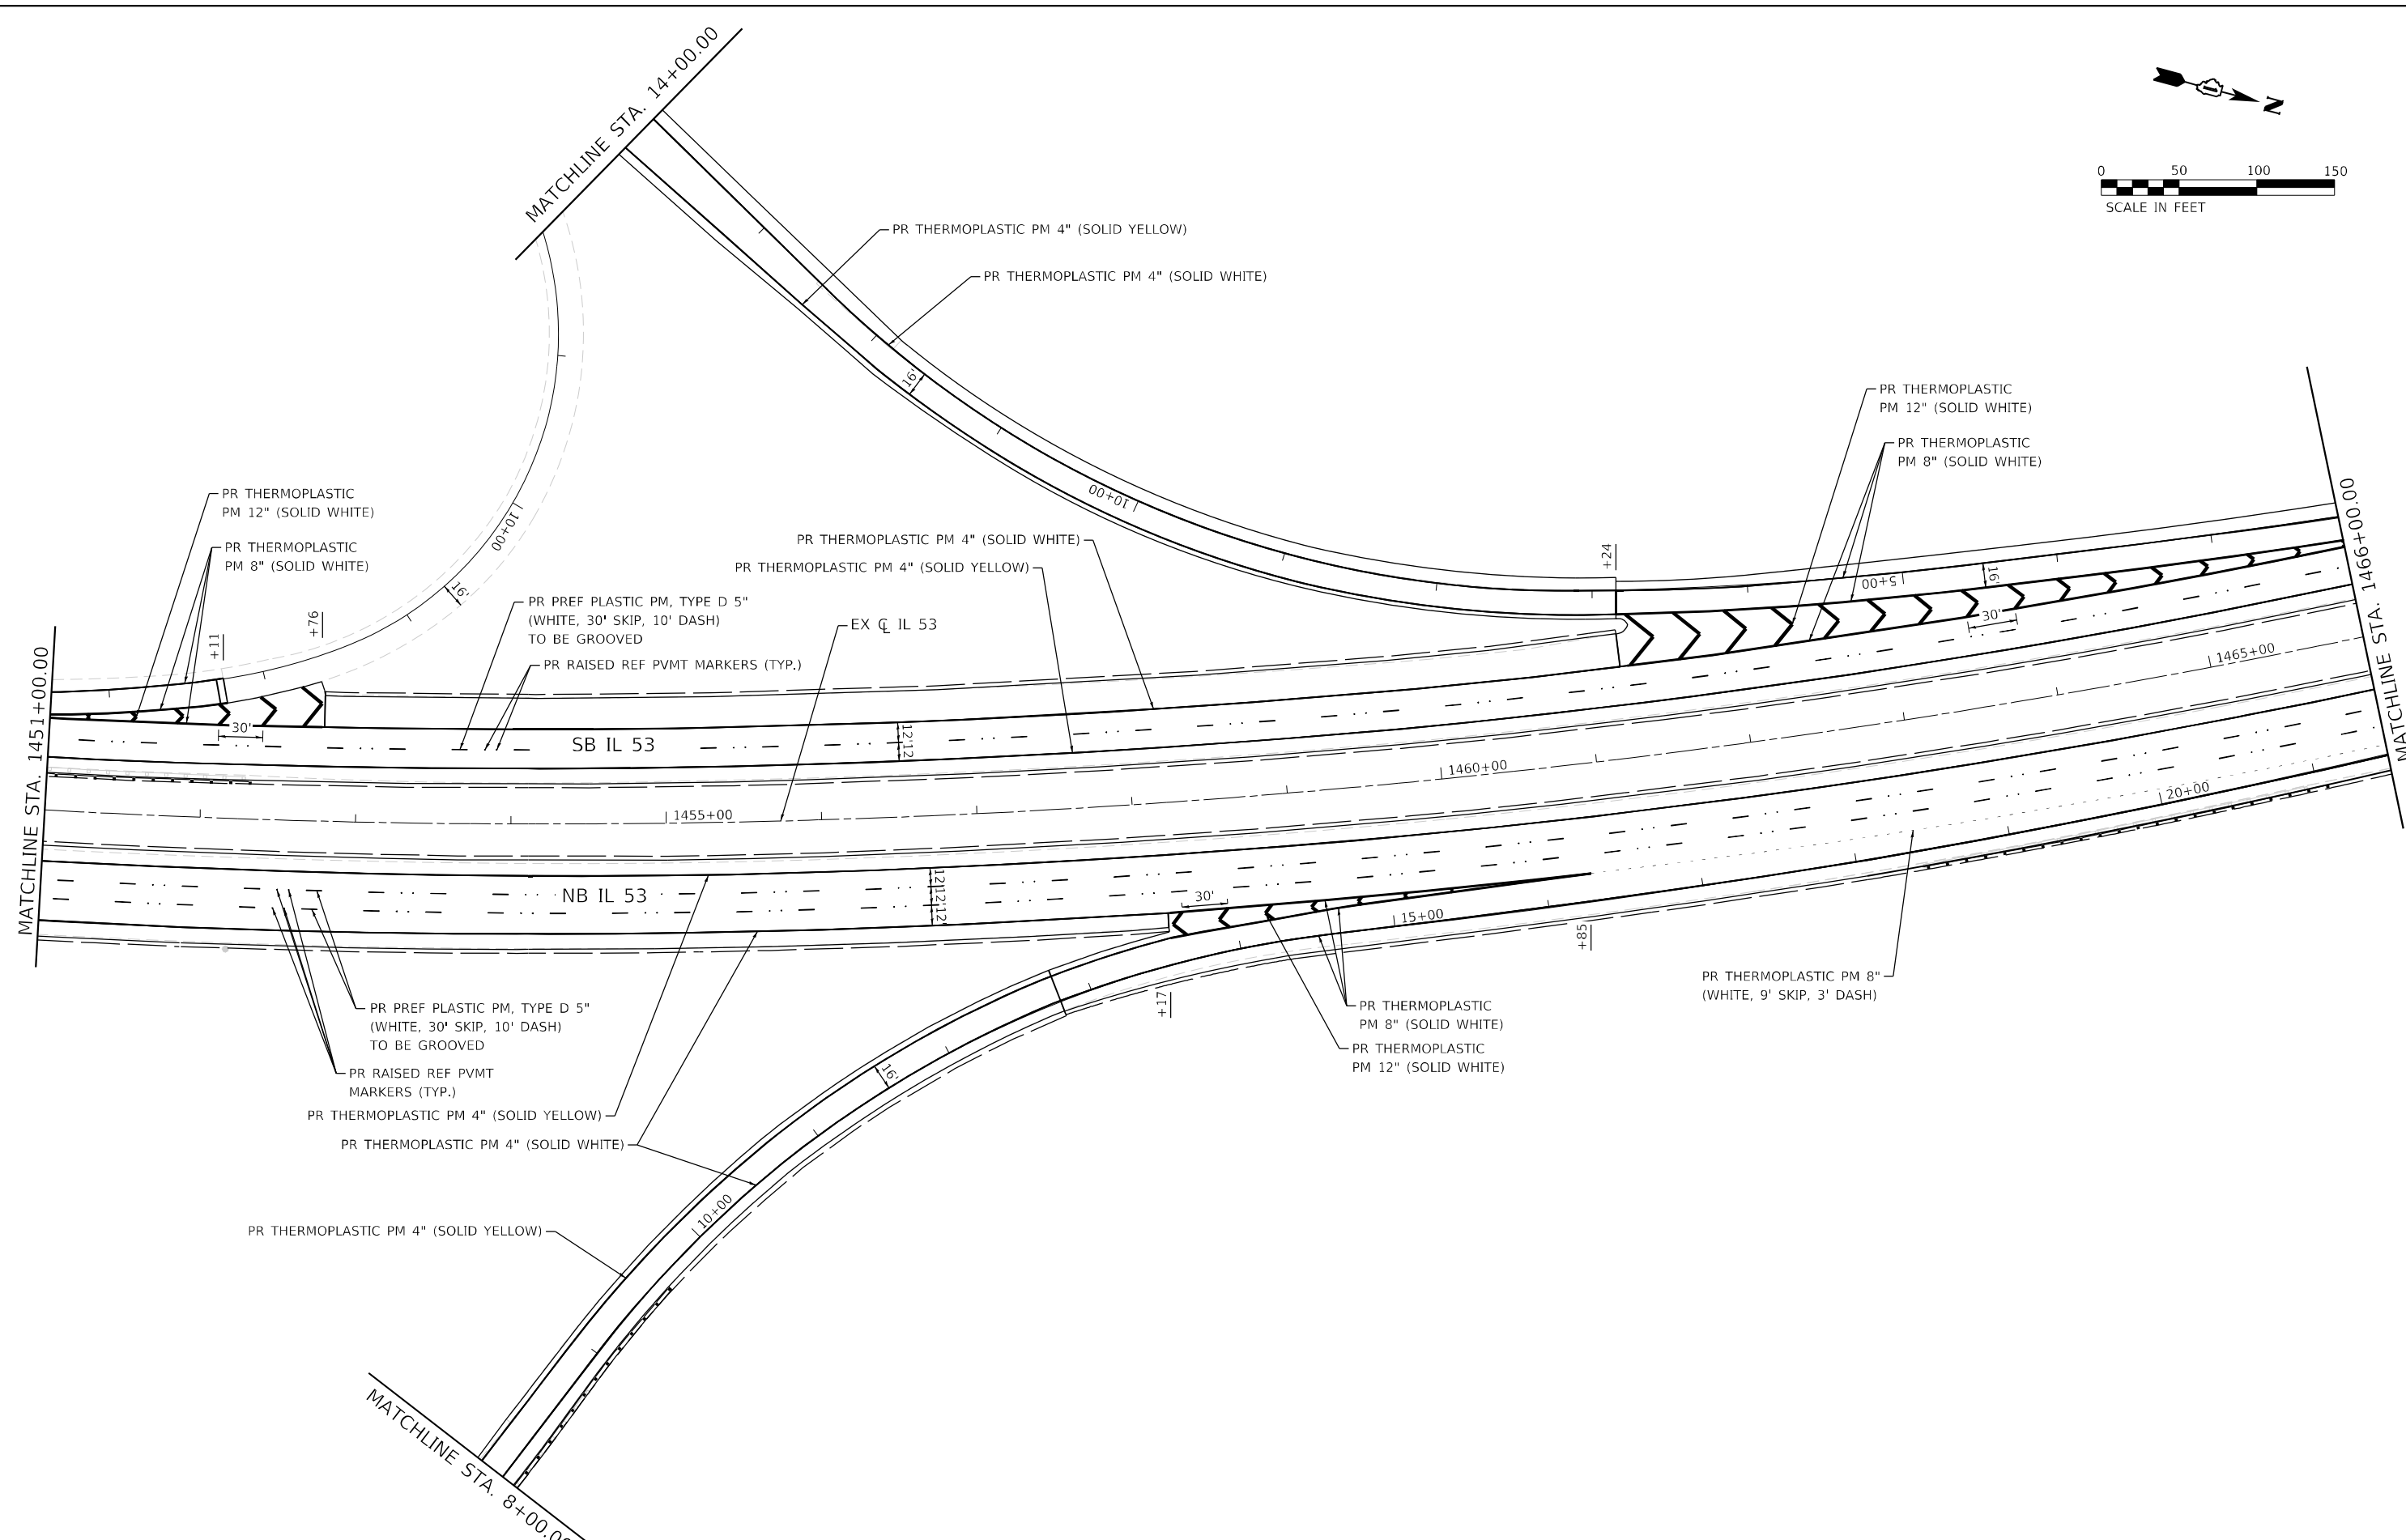 MATCHLINE STA. 14+00.00
N
0 50 100 150
SCALE IN FEET
PR THERMOPLASTIC PM 4" (SOLID YELLOW)
PR THERMOPLASTIC PM 4" (SOLID WHITE)
16'
PR THERMOPLASTIC
PM 12" (SOLID WHITE)
PR THERMOPLASTIC
PM 8" (SOLID WHITE)
10+00
MATCHLINE STA. 1466+00.00
PR THERMOPLASTIC
PM 12" (SOLID WHITE)
PR THERMOPLASTIC
PM 8" (SOLID WHITE)
10+00
16'
PR THERMOPLASTIC PM 4" (SOLID WHITE)
PR THERMOPLASTIC PM 4" (SOLID YELLOW)
+24
5+00
16'
30'
PR PREF PLASTIC PM, TYPE D 5"
(WHITE, 30' SKIP, 10' DASH)
TO BE GROOVED
EX CL IL 53
+76
+11
PR RAISED REF PVMT MARKERS (TYP.)
1465+00
MATCHLINE STA. 1451+00.00
30'
SB IL 53
12'12'
1460+00
MATCHLINE STA.
1455+00
20+00
NB IL 53
12'12'12'
30'
15+00
+85
+17
PR THERMOPLASTIC PM 8"
(WHITE, 9' SKIP, 3' DASH)
PR PREF PLASTIC PM, TYPE D 5"
(WHITE, 30' SKIP, 10' DASH)
TO BE GROOVED
PR THERMOPLASTIC
PM 8" (SOLID WHITE)
PR THERMOPLASTIC
PM 12" (SOLID WHITE)
PR RAISED REF PVMT
MARKERS (TYP.)
16'
PR THERMOPLASTIC PM 4" (SOLID YELLOW)
PR THERMOPLASTIC PM 4" (SOLID WHITE)
10+00
PR THERMOPLASTIC PM 4" (SOLID YELLOW)
MATCHLINE STA. 8+00.00